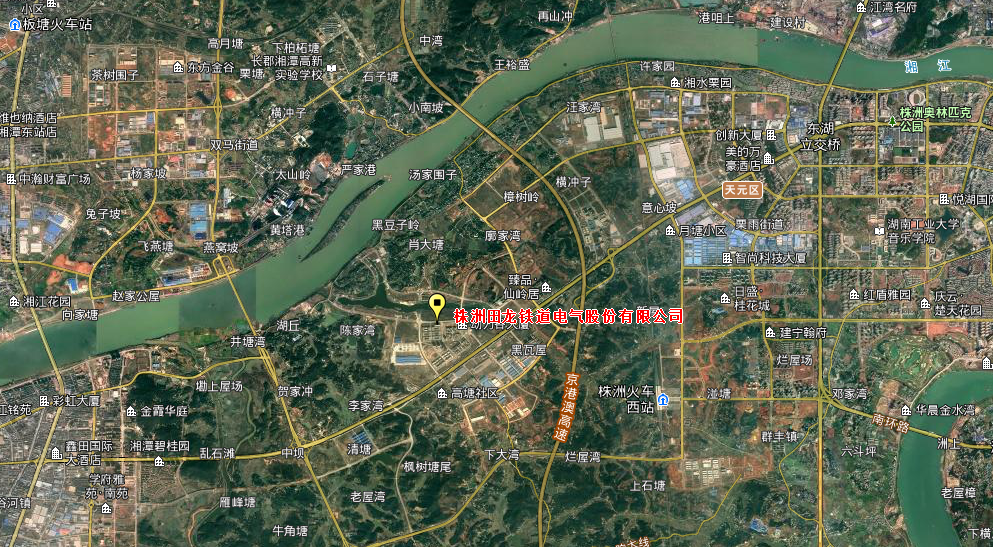 小区
板塘火车站
再山冲
港咀上
建设村
江湾名府
高月塘
下柏柘塘
中湾
长郡湘潭高新
实验学校
栗塘
东方金谷
茶树围子
石子塘
王裕盛
许家园
湘江
湘水栗园
小南坡
汪家湾
横冲子
维也纳酒店
湘潭东站店
双马街道
株洲奥林匹克
公园
创新大厦
东湖
立交桥
美的万
豪酒店
中瀚财富广场
杨家坡
太山岭
严家港
汤家围子
横冲子
天元区
樟树岭
悦湖国际
兔子坡
黄塔港
黑豆子岭
意心坡
月塘小区
栗雨街道
湖南工业大学
音乐学院
飞燕塘
燕窝坡
肖大塘
廓家湾
智尚科技大厦
臻品·
仙岭居
湘江花园
赵家公屋
日盛·
桂花城
红盾雅园
庆云
楚天花园
向家塘
湖丘
陈家湾
株洲田龙铁道电气股份有限公司
建宁翰府
井塘湾
黑瓦屋
烂屋场
塅上屋场
贺家冲
高塘社区
京港澳高速
株洲火车
西站
湴塘
邓家湾
彩虹大厦
金霞华庭
李家湾
南环路
华晨金水湾
江铭苑
鑫田国际
大酒店
湘潭碧桂园
乱石滩
中坝
清塘
下大湾
烂屋湾
群丰镇
洲上
六斗坪
枫树塘尾
学府雅
苑·南苑
谷河镇
雁峰塘
老屋湾
上石塘
老屋樟
牛角塘
下横